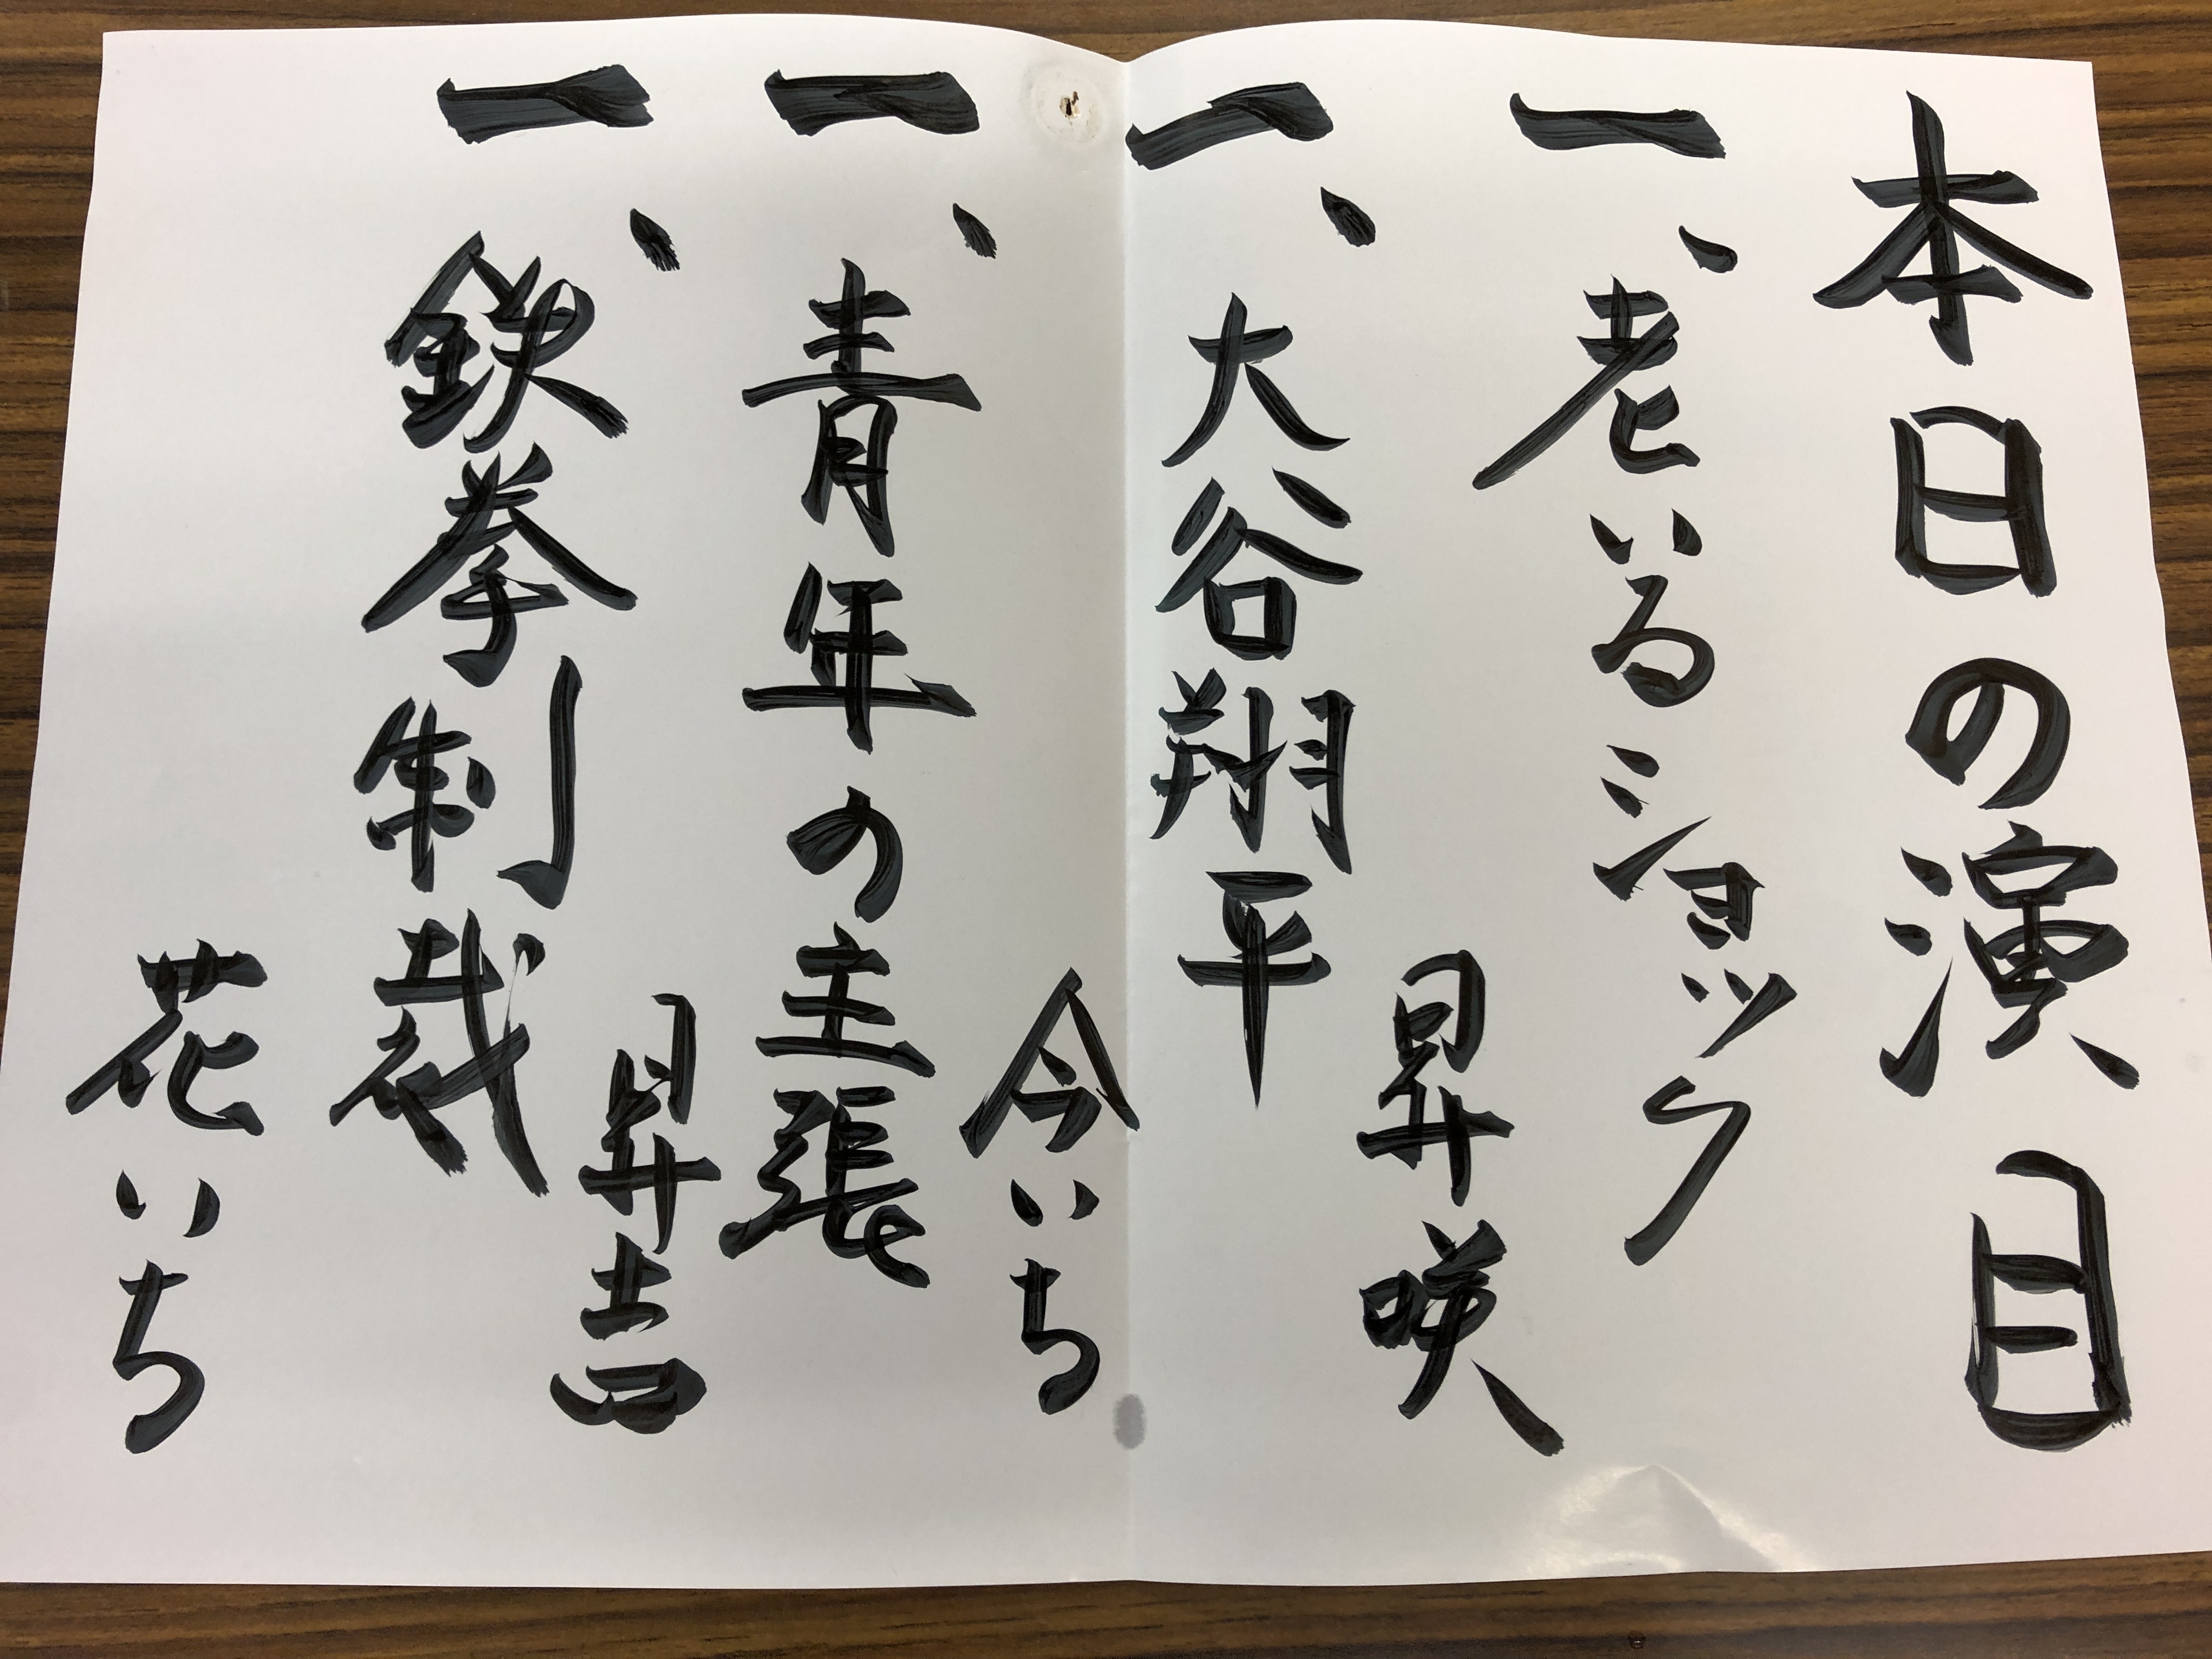 本日の演目
一、老いるショック
昇咲
一、大谷翔平
今いち
一、青年の主張
昇吉
一、鉄拳制裁
花いち